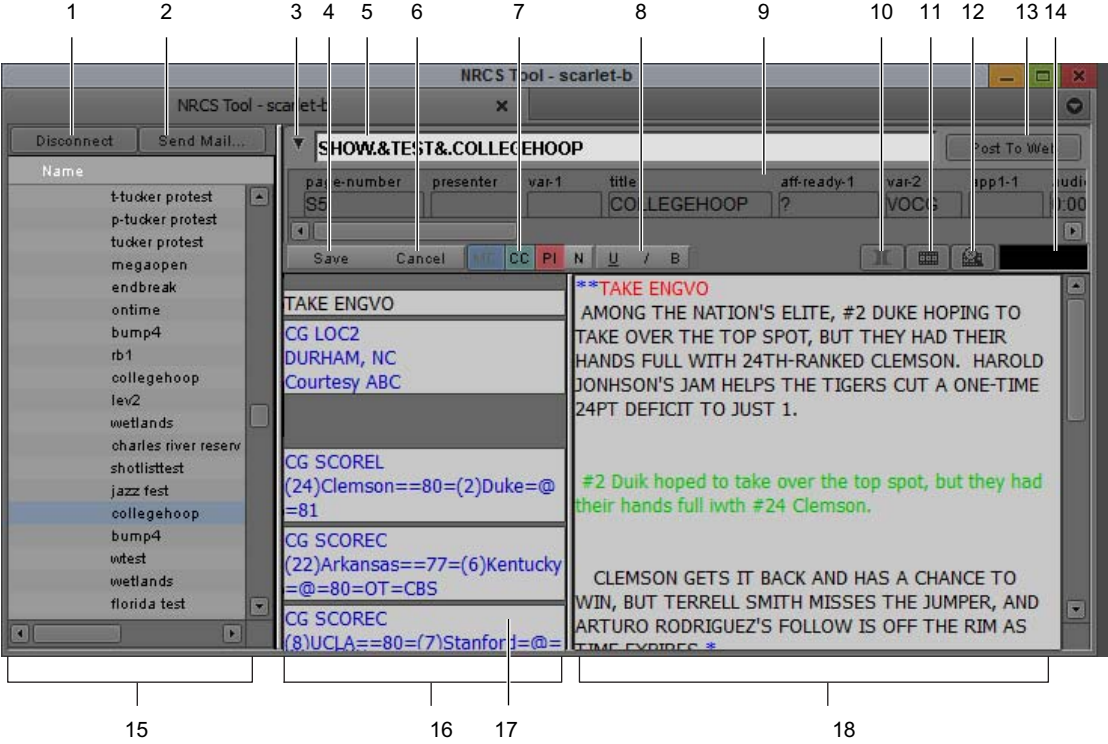 1 2 3 4 5 6 7 8 9 10 11 12 13 14
NRCS Tool - scarlet-b
NRCS Tool - scarlet-b ×
Disconnect Send Mail...
SHOW.&TEST&.COLLEGEHOOP
Post To Web
Name
page-number presenter var-1 title aff-ready-1 var-2 app1-1 audio
S5 COLLEGEHOOP ? VOCG 0:00
t-tucker protest
p-tucker protest
tucker protest
megaopen
endbreak
ontime
bump4
rb1
collegehoop
lev2
wetlands
charles river reserv
shotlisttest
jazz fest
collegehoop
bump4
wtest
wetlands
florida test
Save Cancel MC CC PI N U I B
TAKE ENGVO
CG LOC2
DURHAM, NC
Courtesy ABC
CG SCOREL
(24)Clemson==80=(2)Duke=@
=81
CG SCOREC
(22)Arkansas==77=(6)Kentucky
=@=80=OT=CBS
CG SCOREC
(8)UCLA==80=(7)Stanford=@=
**TAKE ENGVO
AMONG THE NATION'S ELITE, #2 DUKE HOPING TO
TAKE OVER THE TOP SPOT, BUT THEY HAD THEIR
HANDS FULL WITH 24TH-RANKED CLEMSON. HAROLD
JONHSON'S JAM HELPS THE TIGERS CUT A ONE-TIME
24PT DEFICIT TO JUST 1.
#2 Duik hoped to take over the top spot, but they had
their hands full iwth #24 Clemson.
CLEMSON GETS IT BACK AND HAS A CHANCE TO
WIN, BUT TERRELL SMITH MISSES THE JUMPER, AND
ARTURO RODRIGUEZ'S FOLLOW IS OFF THE RIM AS
TIME EXPIRES.*
15 16 17 18